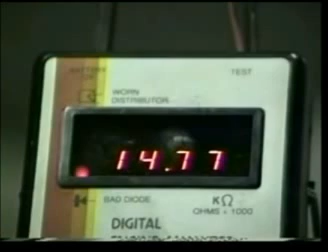 BATTERY
TEST
WORN
DISTRIBUTOR
14.77
BAD DIODE
KΩ
OHMS × 1000
DIGITAL